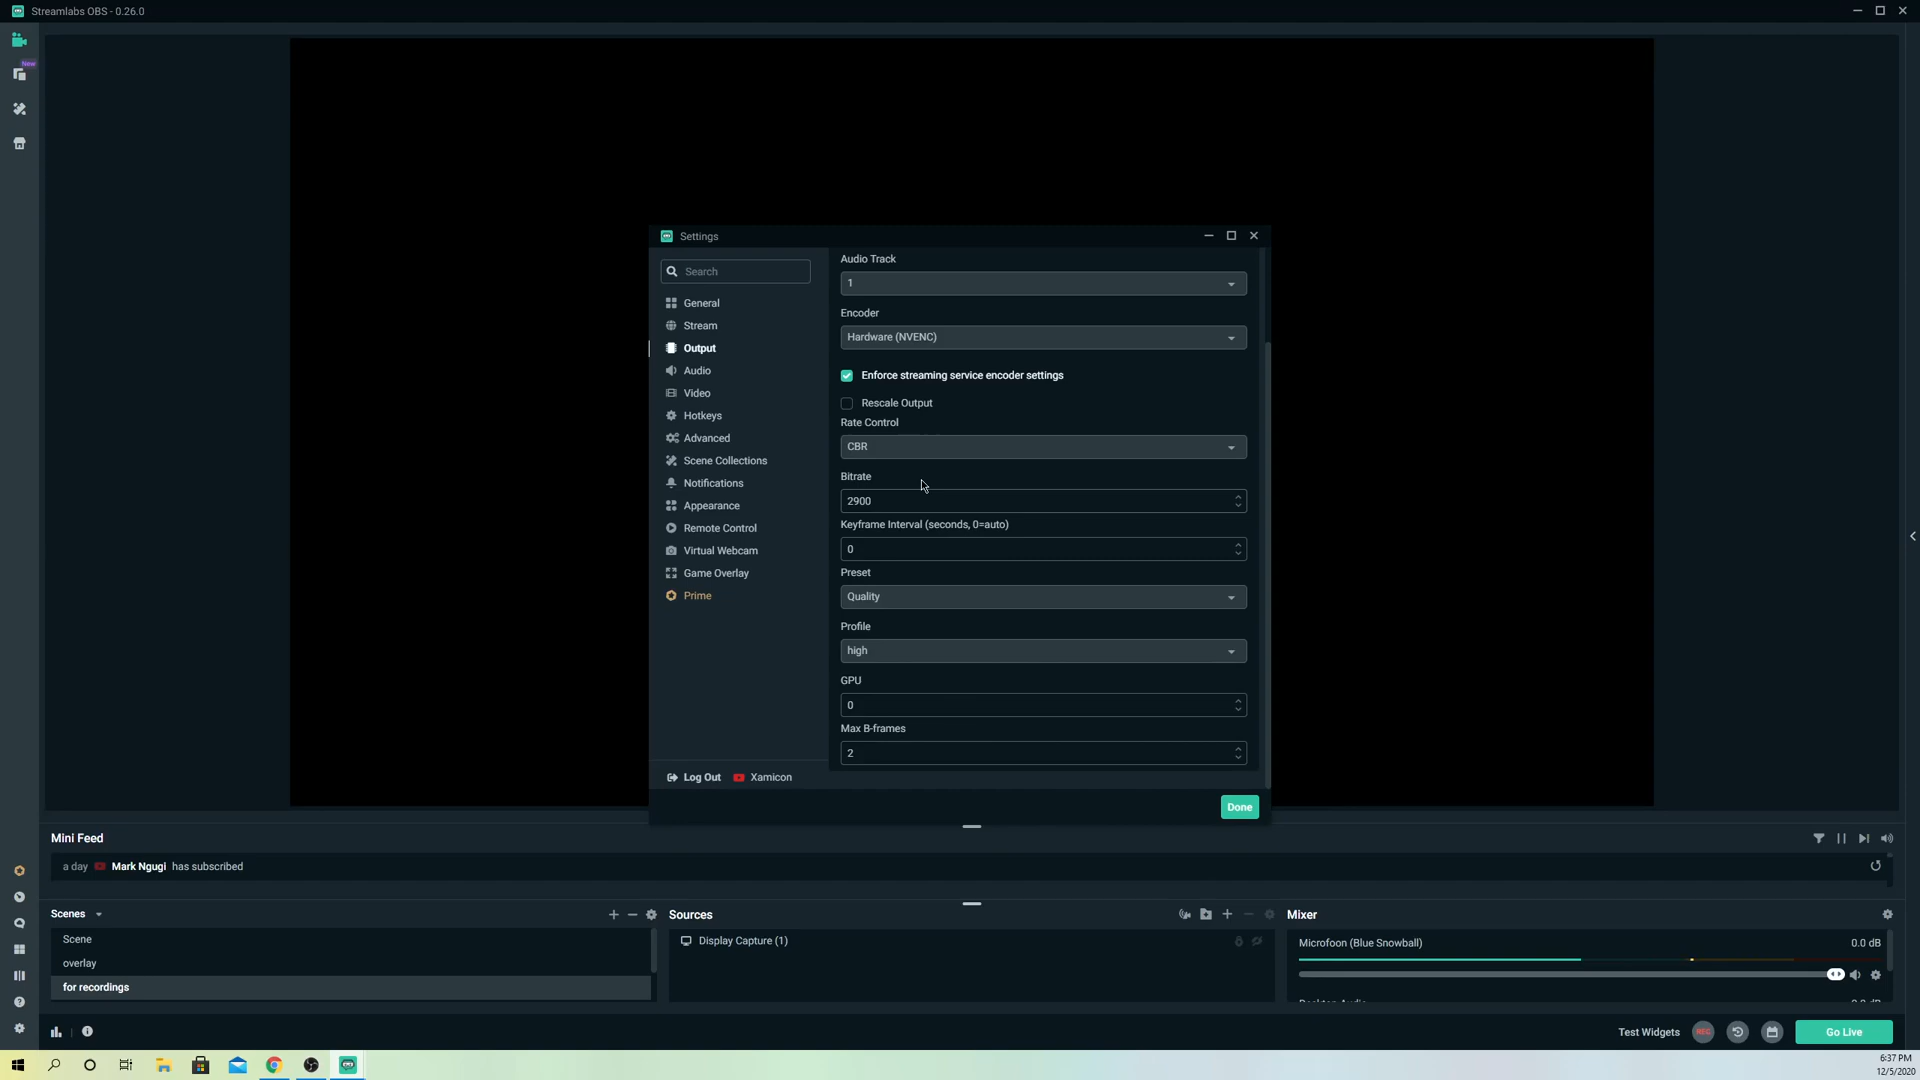 Streamlabs OBS - 0.26.0
New
Settings
Search
General
Stream
Output
Audio
Video
Hotkeys
Advanced
Scene Collections
Notifications
Appearance
Remote Control
Virtual Webcam
Game Overlay
Prime
Log Out Xamicon
Audio Track
1
Encoder
Hardware (NVENC)
Enforce streaming service encoder settings
Rescale Output
Rate Control
CBR
Bitrate
2900
Keyframe Interval (seconds, 0=auto)
0
Preset
Quality
Profile
high
GPU
0
Max B-frames
2
Done
Mini Feed
a day Mark Ngugi has subscribed
Scenes
Scene
overlay
for recordings
Sources
Display Capture (1)
Mixer
Microfoon (Blue Snowball) 0.0 dB
Test Widgets REC Go Live
6:37 PM
12/5/2020